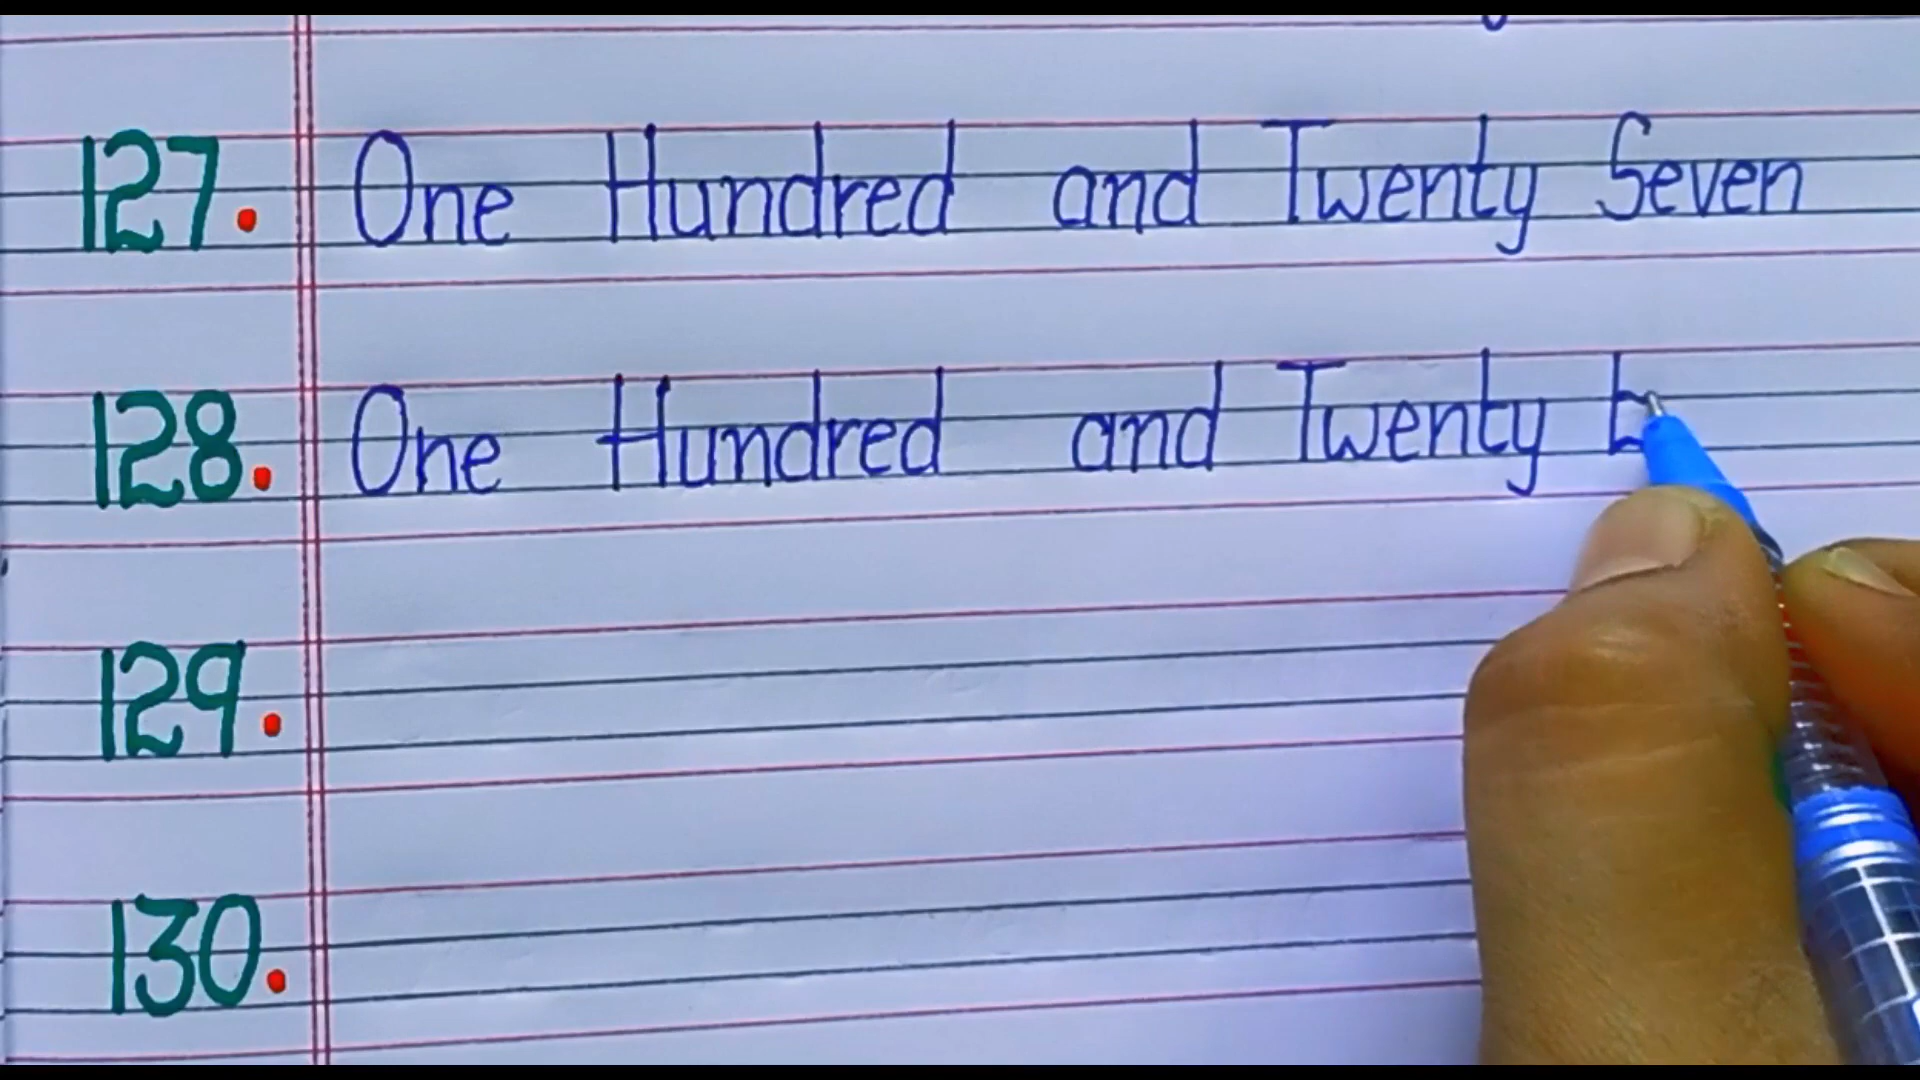 127. One Hundred and Twenty Seven
128. One Hundred and Twenty
129.
130.